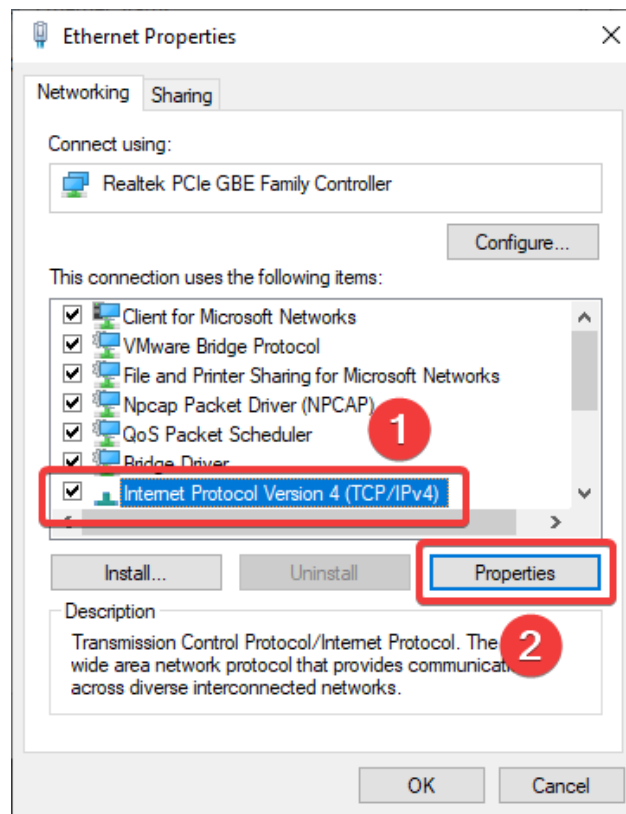 Ethernet Properties
Networking
Sharing
Connect using:
Realtek PCIe GBE Family Controller
Configure...
This connection uses the following items:
Client for Microsoft Networks
VMware Bridge Protocol
File and Printer Sharing for Microsoft Networks
Npcap Packet Driver (NPCAP)
1
QoS Packet Scheduler
Bridge Driver
Internet Protocol Version 4 (TCP/IPv4)
Install...
Uninstall
Properties
2
Description
Transmission Control Protocol/Internet Protocol. The
wide area network protocol that provides
across diverse interconnected networks.
OK
Cancel